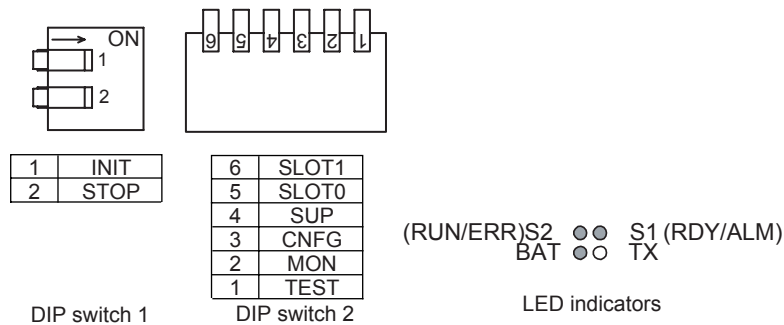 ON
1
2
6 5 4 3 2 1
1 INIT
2 STOP
6 SLOT1
5 SLOT0
4 SUP
3 CNFG
2 MON
1 TEST
(RUN/ERR)S2 S1 (RDY/ALM)
BAT TX
DIP switch 1
DIP switch 2
LED indicators